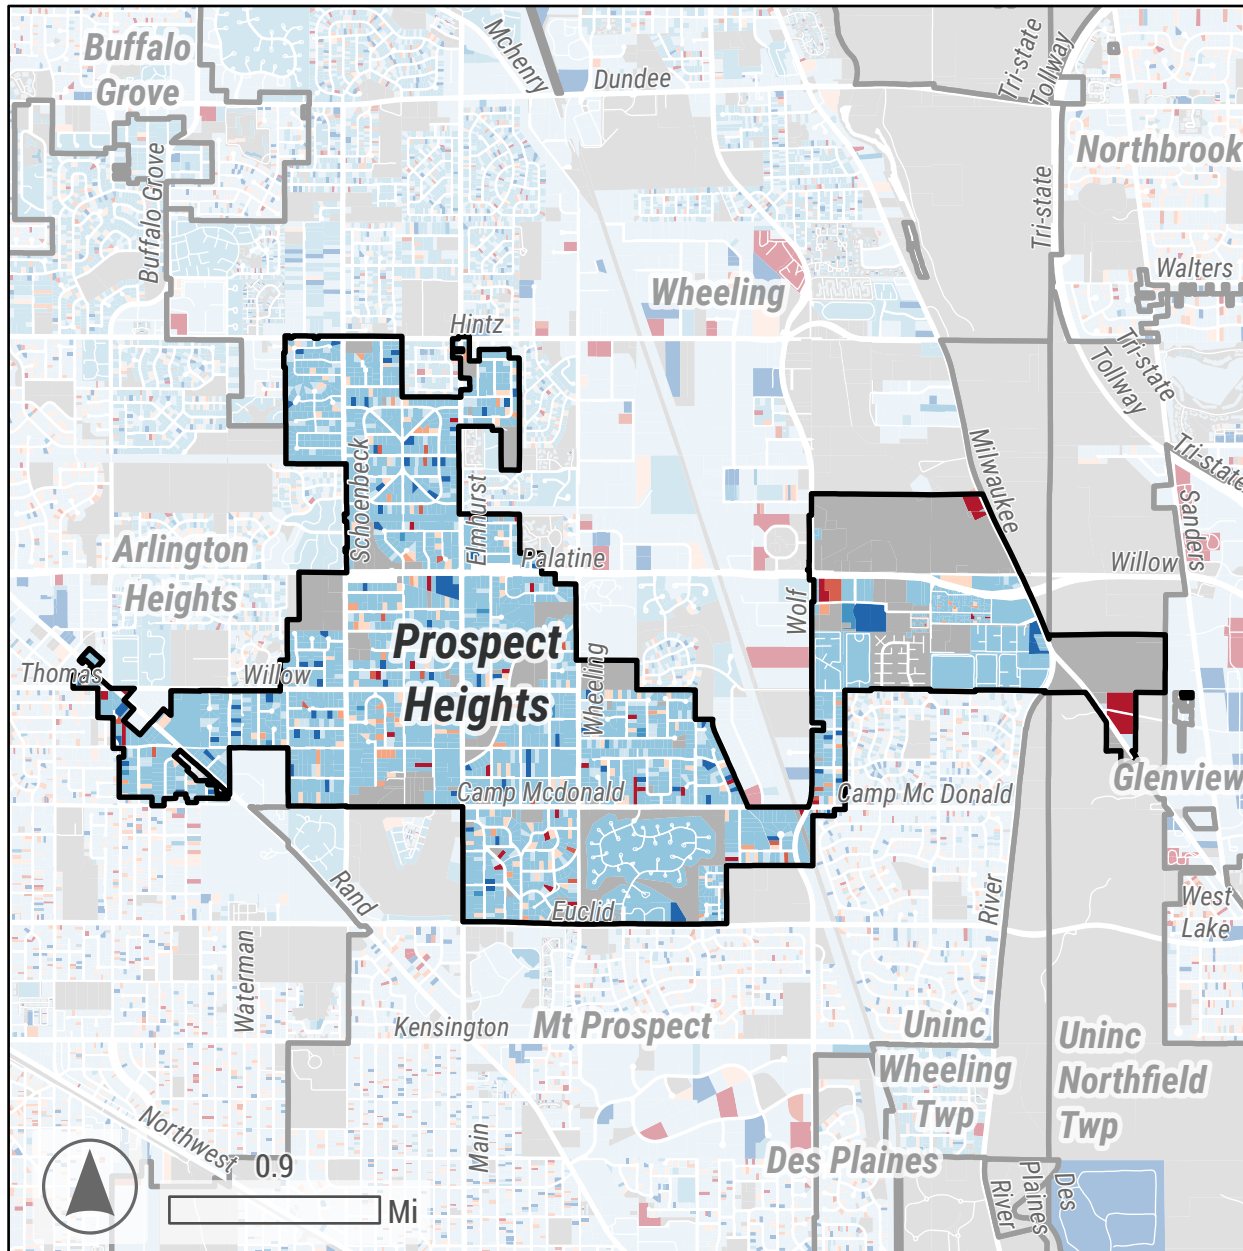 Buffalo
Grove
Mchenry
Dundee
Tri-state
Tollway
Northbrook
Buffalo Grove
Tri-state
Walters
Wheeling
Hintz
Tri-state
Tollway
Schoenbeck
Elmhurst
Milwaukee
Tri-state
Sanders
Arlington
Heights
Palatine
Willow
Wolf
Prospect
Heights
Thomas
Willow
Wheeling
Camp Mcdonald
Camp Mc Donald
Glenview
Rand
Euclid
River
West
Lake
Waterman
Kensington
Mt Prospect
Uninc
Wheeling
Twp
Uninc
Northfield
Twp
Northwest
Main
Des Plaines
Des
Plaines
River
0.9
Mi